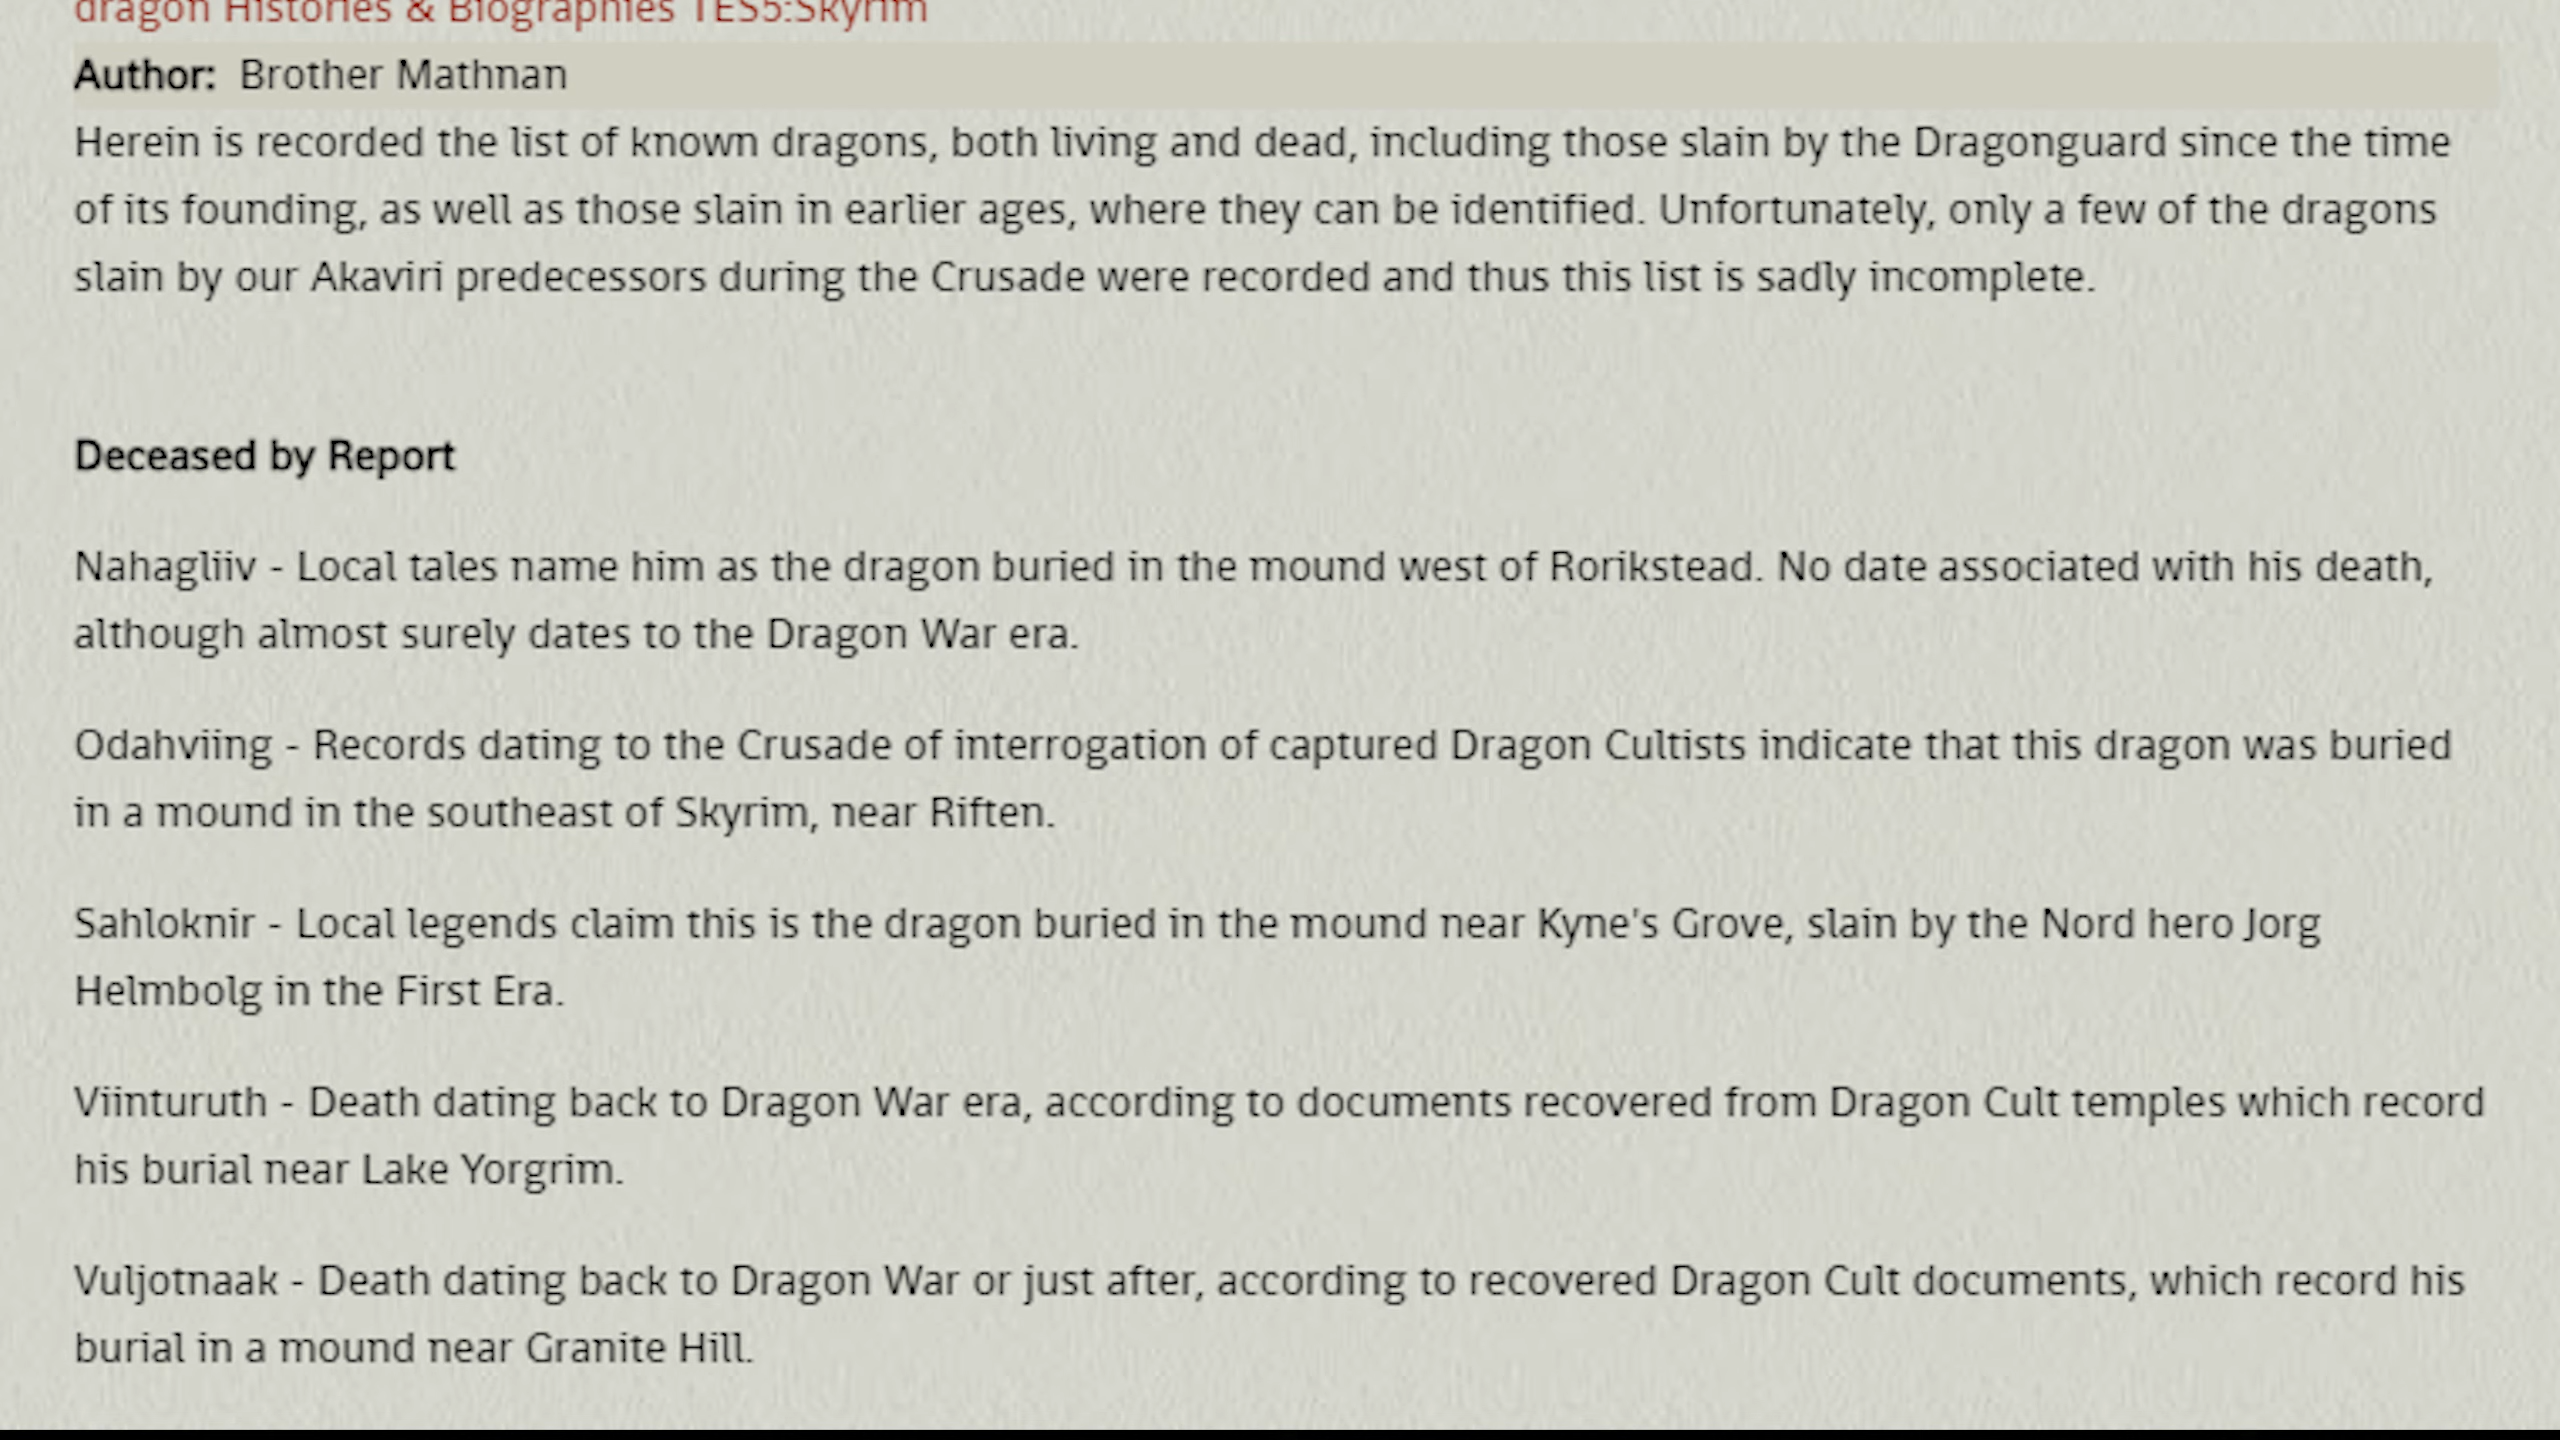 dragon Histories & Biographies TES5:Skyrim
Author: Brother Mathnan
Herein is recorded the list of known dragons, both living and dead, including those slain by the Dragonguard since the time
of its founding, as well as those slain in earlier ages, where they can be identified. Unfortunately, only a few of the dragons
slain by our Akaviri predecessors during the Crusade were recorded and thus this list is sadly incomplete.
Deceased by Report
Nahagliiv - Local tales name him as the dragon buried in the mound west of Rorikstead. No date associated with his death,
although almost surely dates to the Dragon War era.
Odahviing - Records dating to the Crusade of interrogation of captured Dragon Cultists indicate that this dragon was buried
in a mound in the southeast of Skyrim, near Riften.
Sahloknir - Local legends claim this is the dragon buried in the mound near Kyne's Grove, slain by the Nord hero Jorg
Helmbolg in the First Era.
Viinturuth - Death dating back to Dragon War era, according to documents recovered from Dragon Cult temples which record
his burial near Lake Yorgrim.
Vuljotnaak - Death dating back to Dragon War or just after, according to recovered Dragon Cult documents, which record his
burial in a mound near Granite Hill.